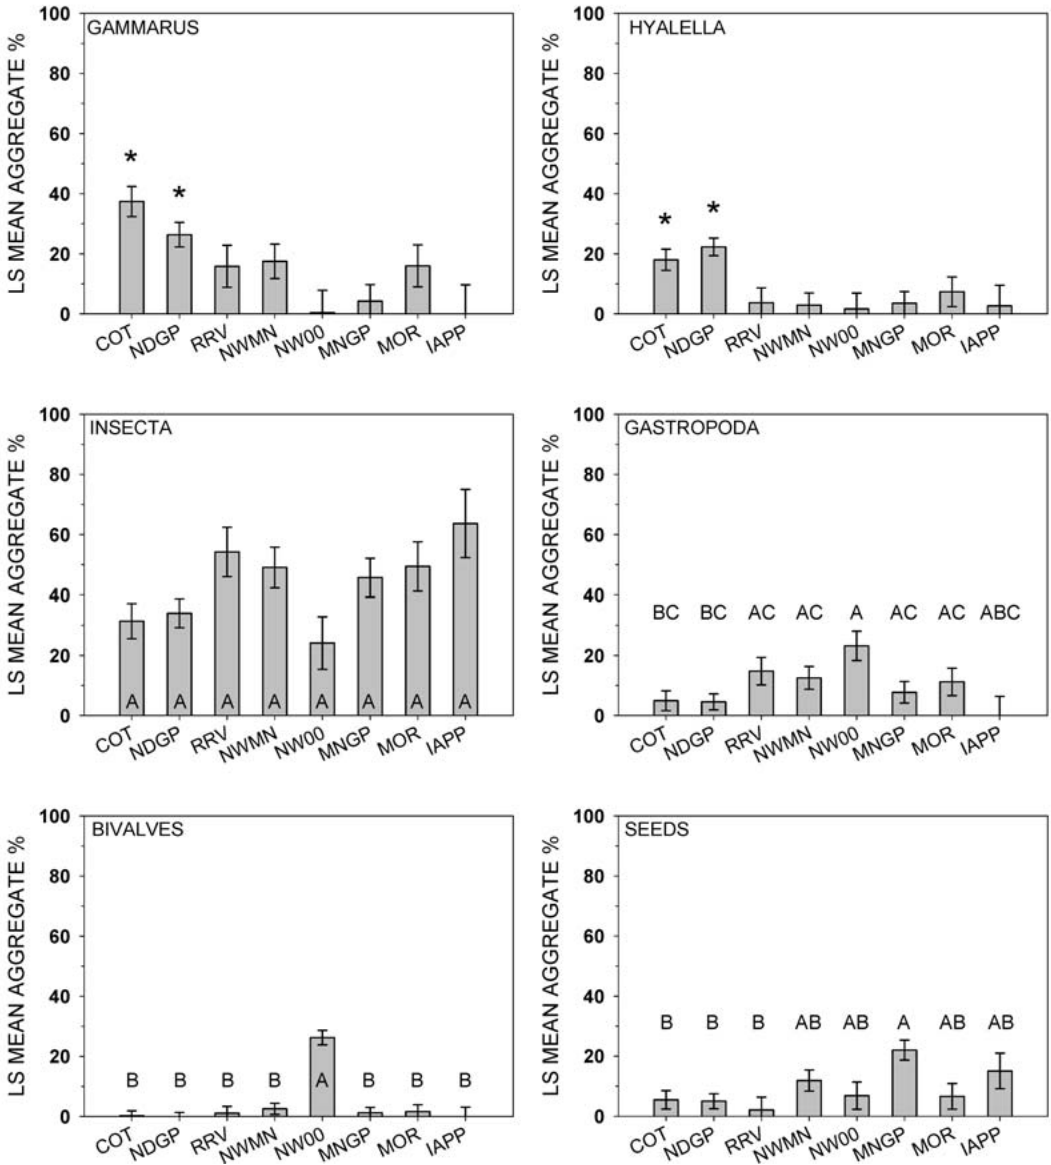 GAMMARUS
LS MEAN AGGREGATE %
100
80
60
40
20
0
* *
COT NDGP RRV NWMN NW00 MNGP MOR IAPP
HYALELLA
LS MEAN AGGREGATE %
100
80
60
40
20
0
* *
COT NDGP RRV NWMN NW00 MNGP MOR IAPP
INSECTA
LS MEAN AGGREGATE %
100
80
60
40
20
0
A A A A A A A A
COT NDGP RRV NWMN NW00 MNGP MOR IAPP
GASTROPODA
LS MEAN AGGREGATE %
100
80
60
40
20
0
BC BC AC AC A AC AC ABC
COT NDGP RRV NWMN NW00 MNGP MOR IAPP
BIVALVES
LS MEAN AGGREGATE %
100
80
60
40
20
0
B B B B A B B B
COT NDGP RRV NWMN NW00 MNGP MOR IAPP
SEEDS
LS MEAN AGGREGATE %
100
80
60
40
20
0
B B B AB AB A AB AB
COT NDGP RRV NWMN NW00 MNGP MOR IAPP